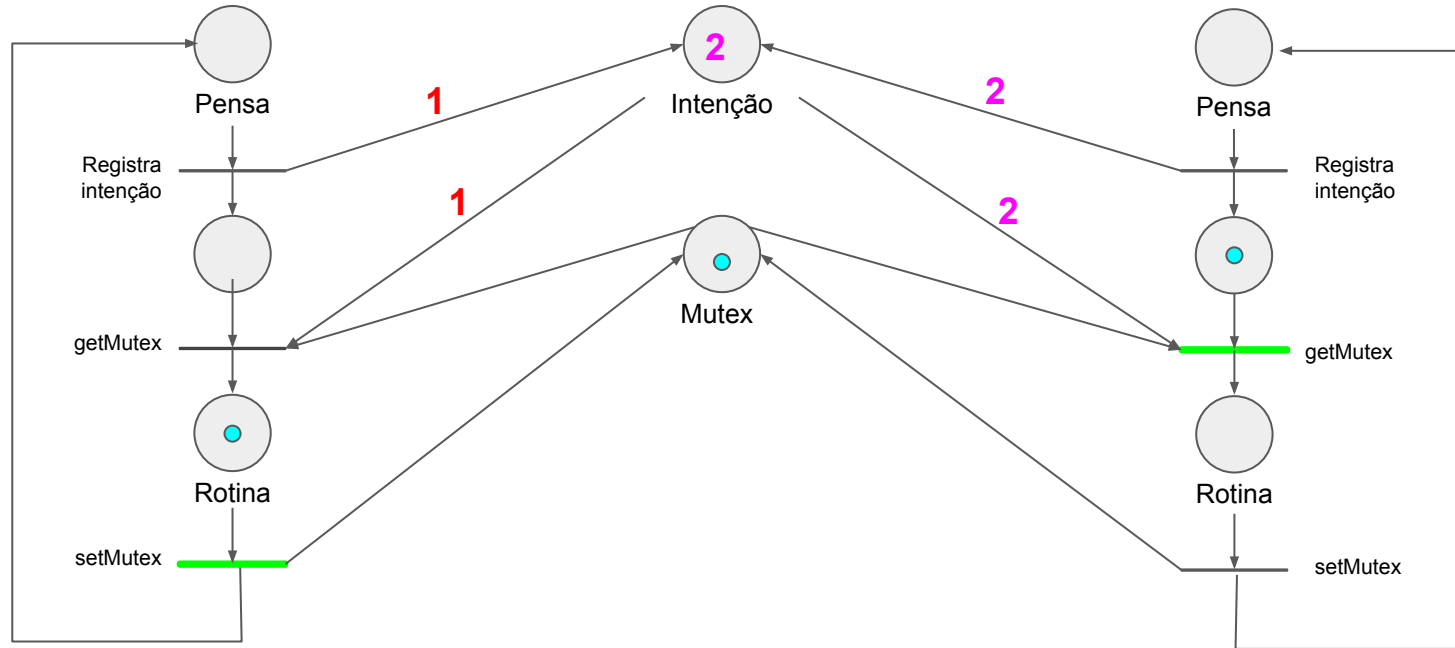 2
Pensa
1
Intenção
2
Pensa
Registra
intenção
Registra
intenção
1
2
Mutex
getMutex
getMutex
Rotina
Rotina
setMutex
setMutex